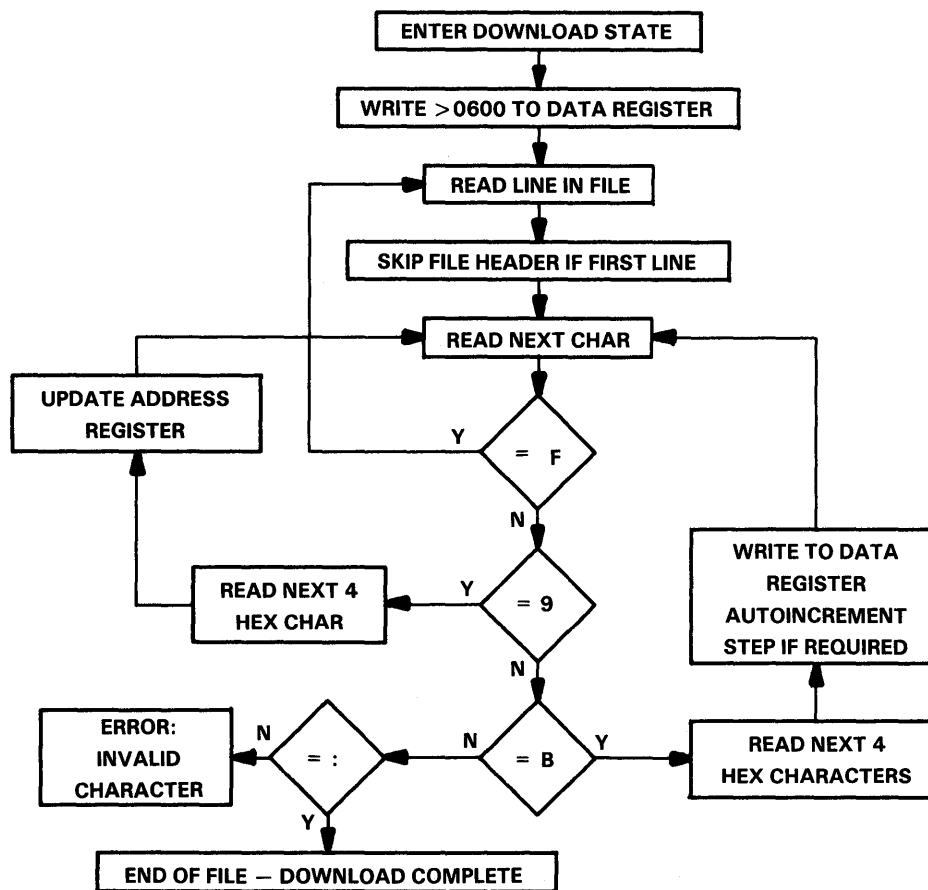 ENTER DOWNLOAD STATE
WRITE >0600 TO DATA REGISTER
READ LINE IN FILE
SKIP FILE HEADER IF FIRST LINE
READ NEXT CHAR
UPDATE ADDRESS
REGISTER
Y
= F
N
READ NEXT 4
HEX CHAR
Y
= 9
N
WRITE TO DATA
REGISTER
AUTOINCREMENT
STEP IF REQUIRED
ERROR:
INVALID
CHARACTER
N
= :
Y
N
= B
Y
READ NEXT 4
HEX CHARACTERS
END OF FILE — DOWNLOAD COMPLETE